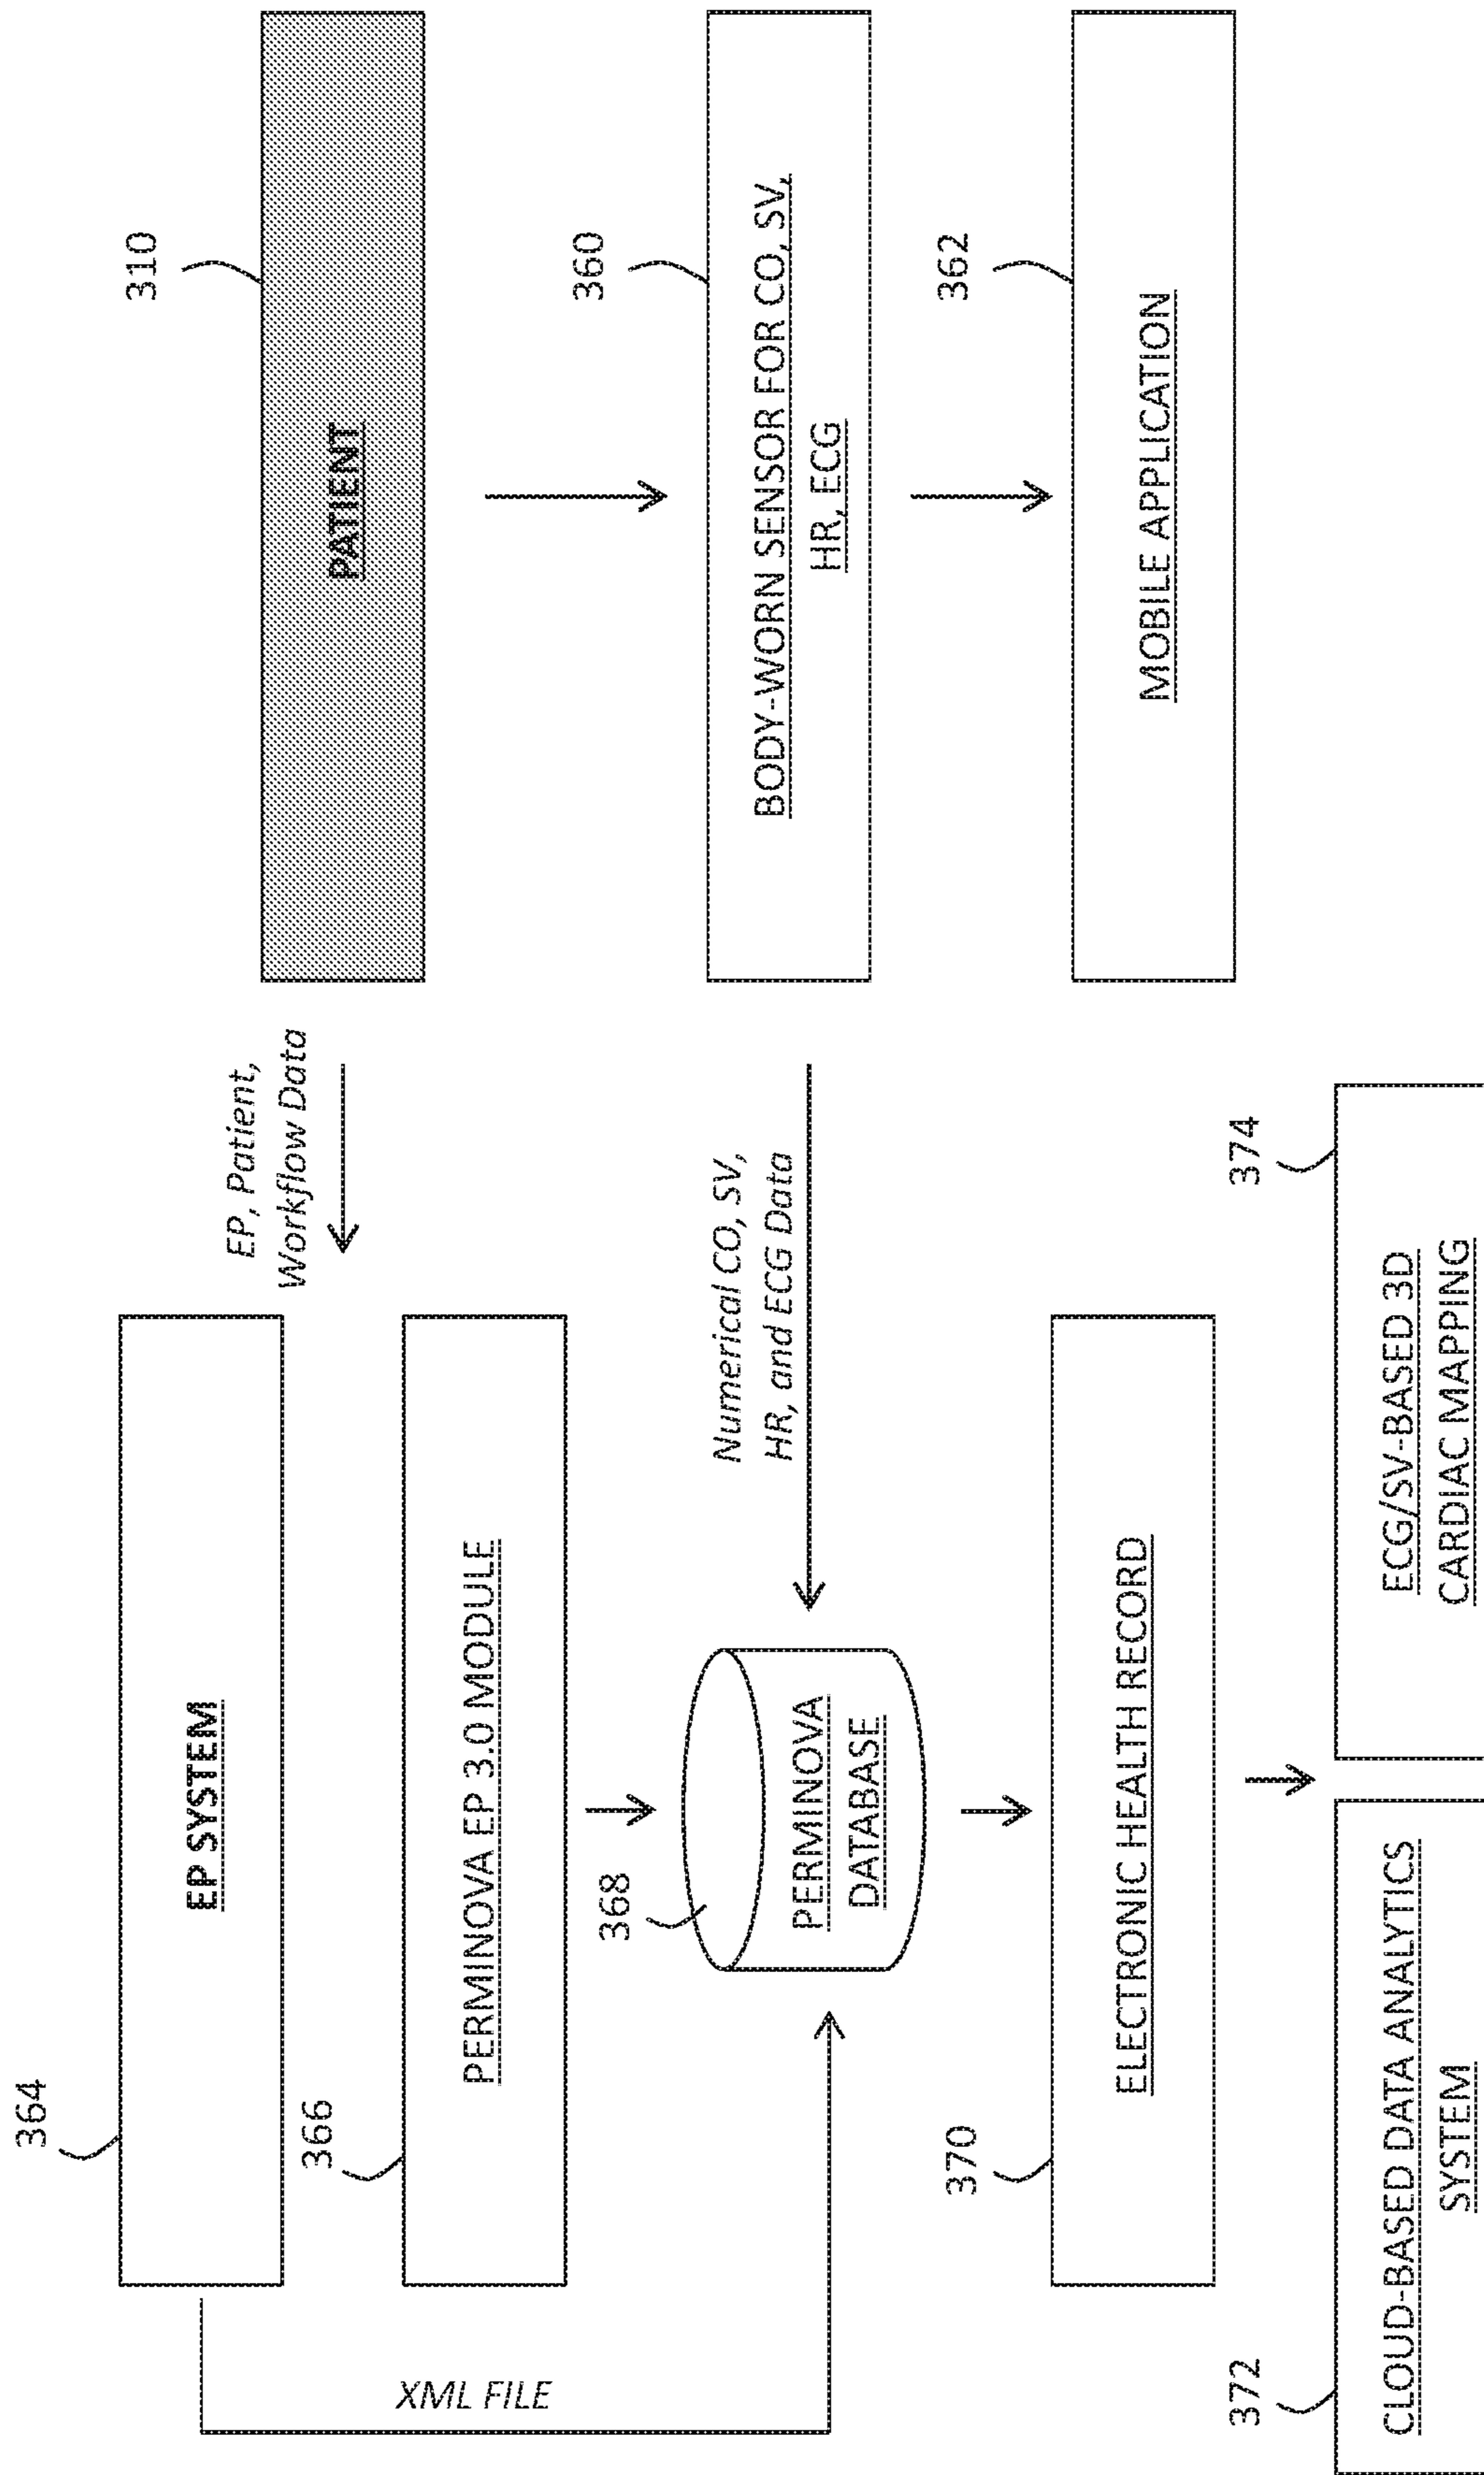 364
EP SYSTEM
366
PERMINOVA EP 3.0 MODULE
XML FILE
368
PERMINOVA
DATABASE
370
ELECTRONIC HEALTH RECORD
372
CLOUD-BASED DATA ANALYTICS
SYSTEM
374
ECG/SV-BASED 3D
CARDIAC MAPPING
EP, Patient,
Workflow Data
Numerical CO, SV,
HR, and ECG Data
310
PATIENT
360
BODY-WORN SENSOR FOR CO, SV,
HR, ECG
362
MOBILE APPLICATION